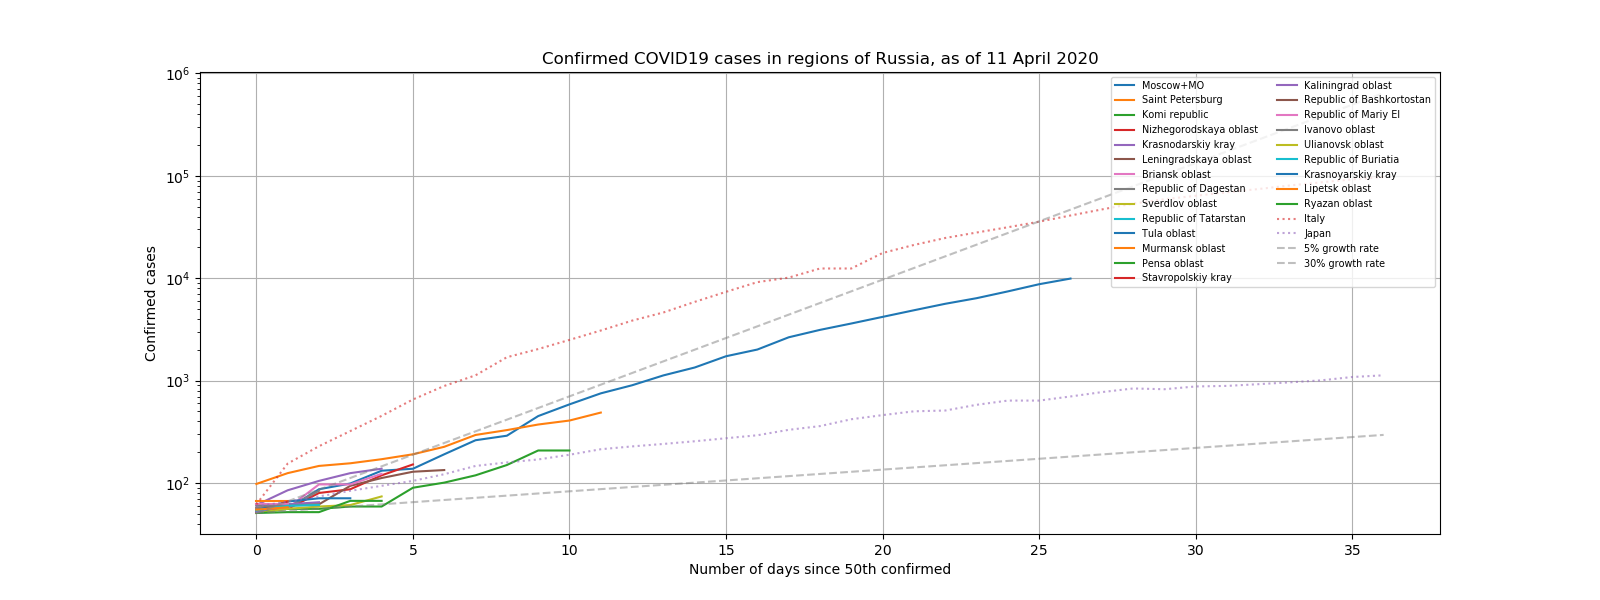 Confirmed COVID19 cases in regions of Russia, as of 11 April 2020
Confirmed cases
10^6
10^5
10^4
10^3
10^2
Moscow+MO
Saint Petersburg
Komi republic
Nizhegorodskaya oblast
Krasnodarskiy kray
Leningradskaya oblast
Briansk oblast
Republic of Dagestan
Sverdlov oblast
Republic of Tatarstan
Tula oblast
Murmansk oblast
Pensa oblast
Stavropolskiy kray
Kaliningrad oblast
Republic of Bashkortostan
Republic of Mariy El
Ivanovo oblast
Ulianovsk oblast
Republic of Buriatia
Krasnoyarskiy kray
Lipetsk oblast
Ryazan oblast
Italy
Japan
5% growth rate
30% growth rate
0 5 10 15 20 25 30 35
Number of days since 50th confirmed